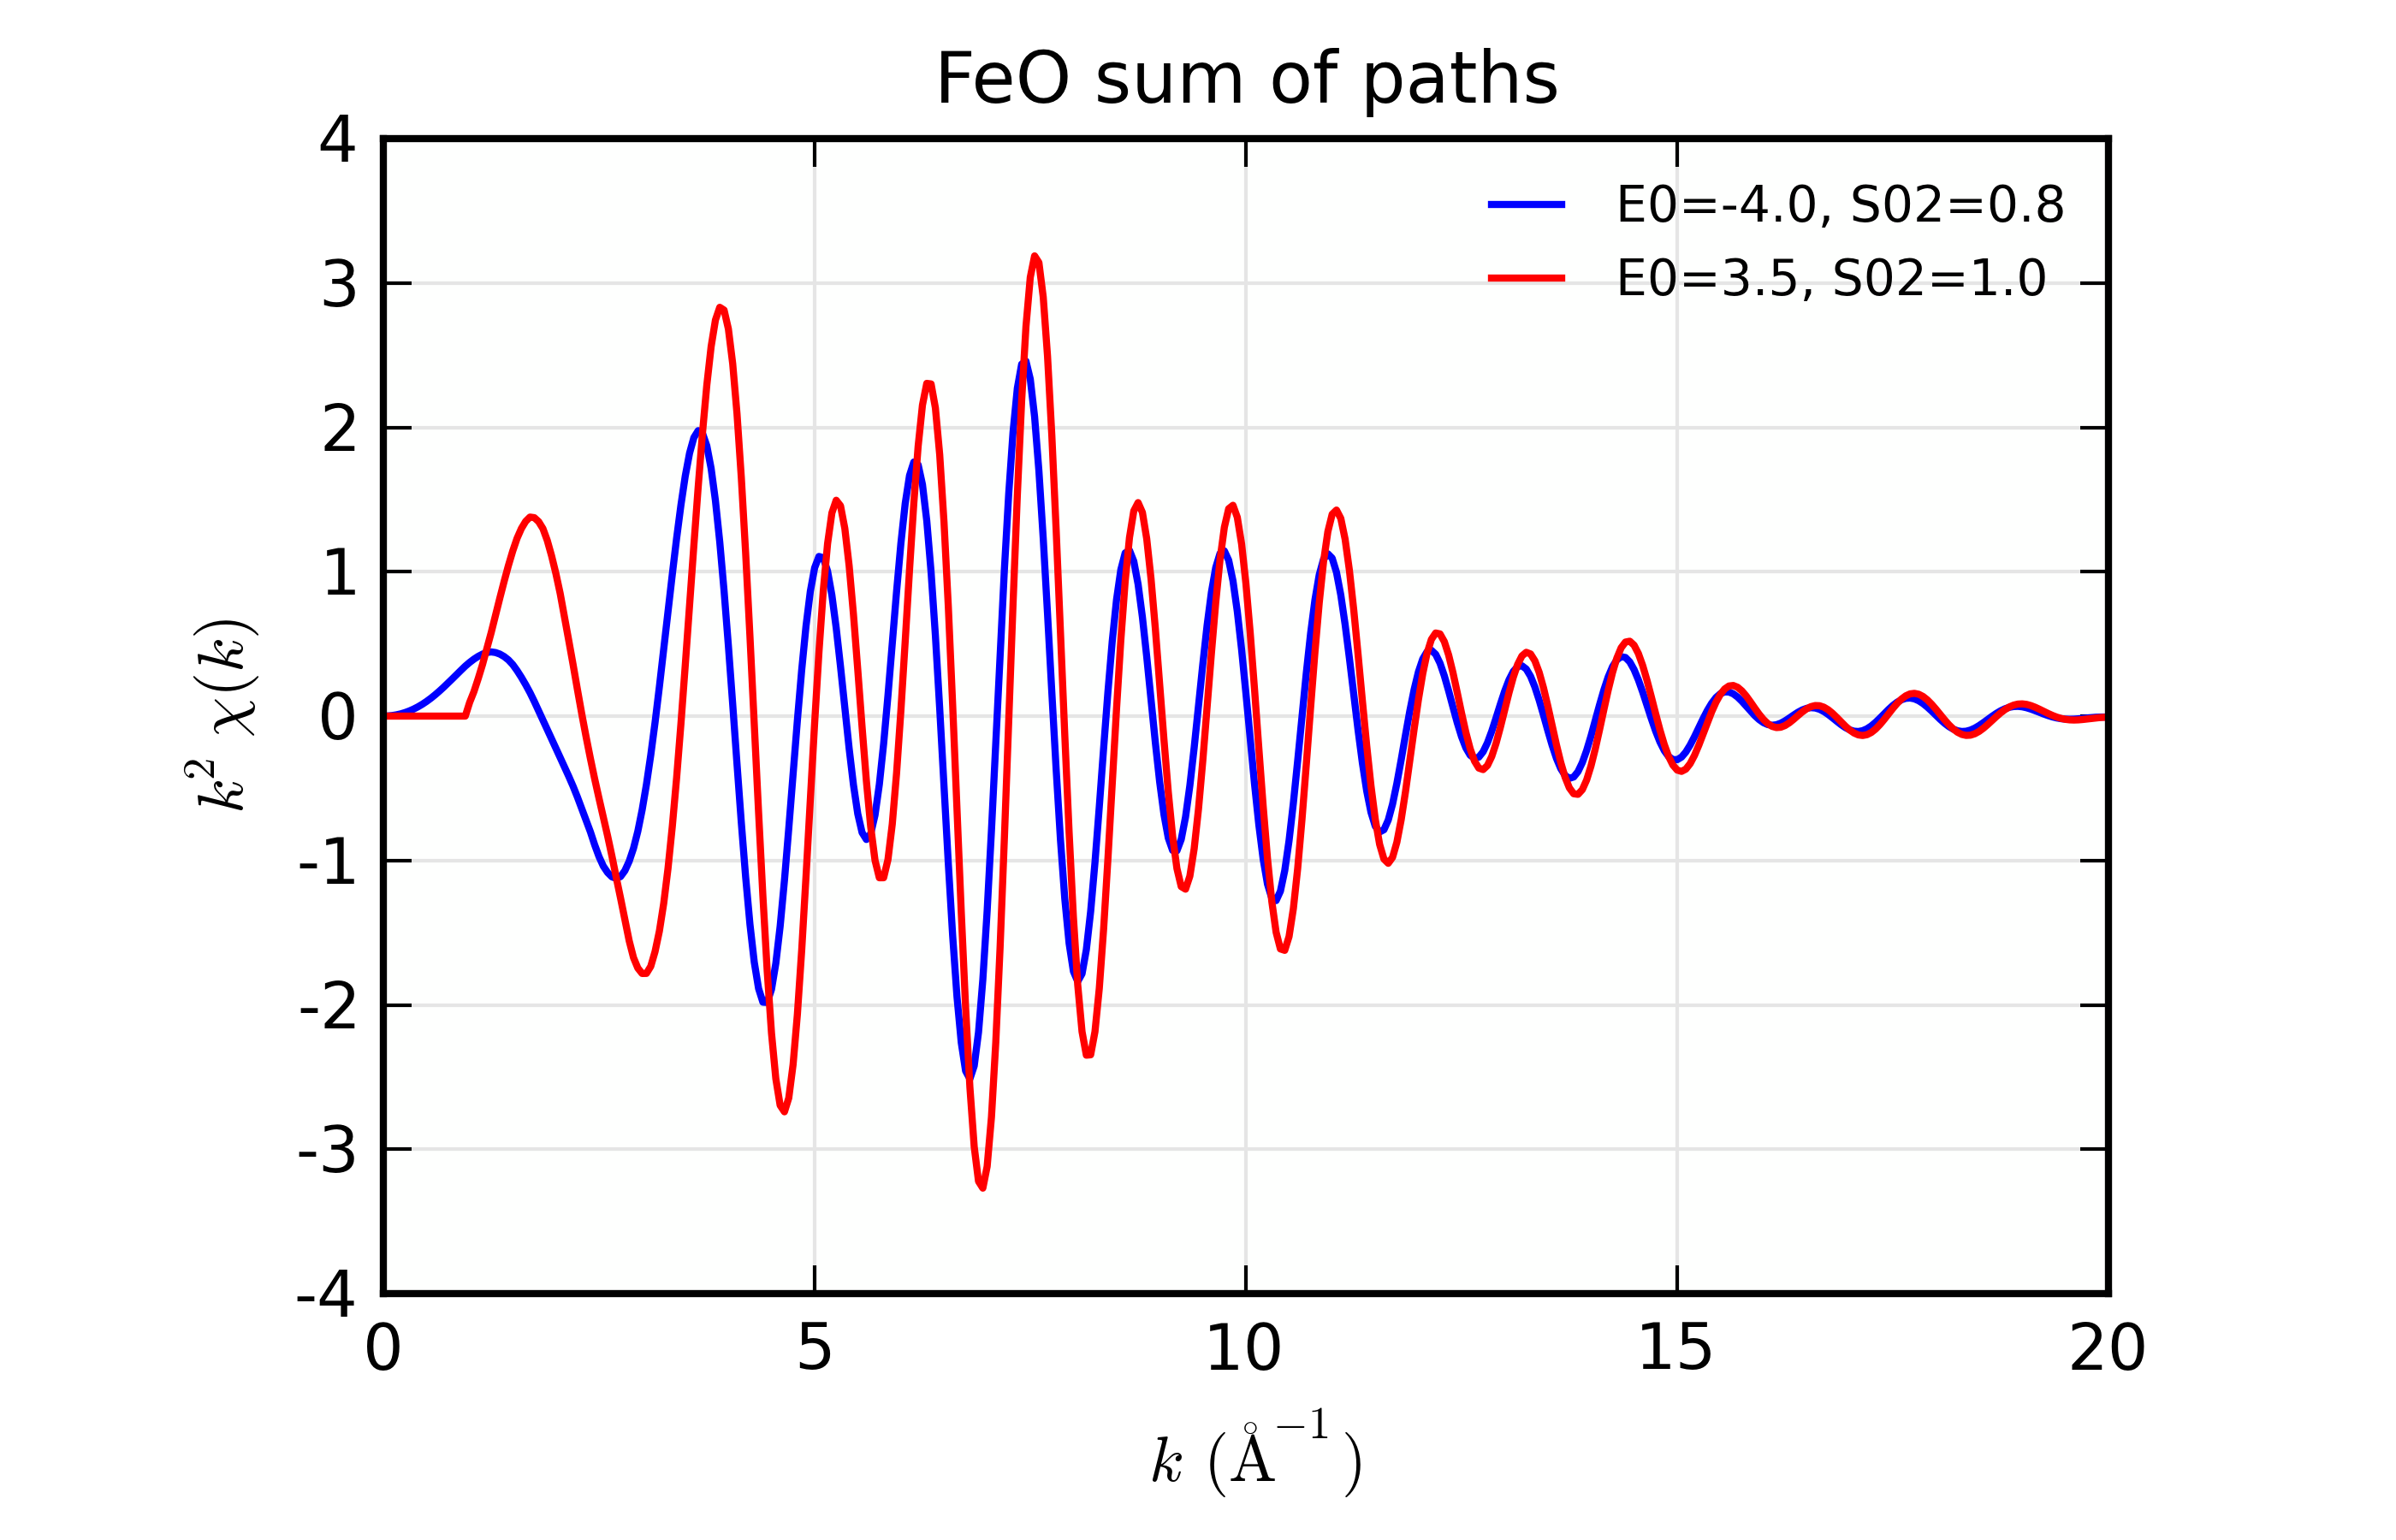 FeO sum of paths
E0=-4.0, S02=0.8
E0=3.5, S02=1.0
4
3
2
1
0
-1
-2
-3
-4
k² χ(k)
0 5 10 15 20
k (Å⁻¹)